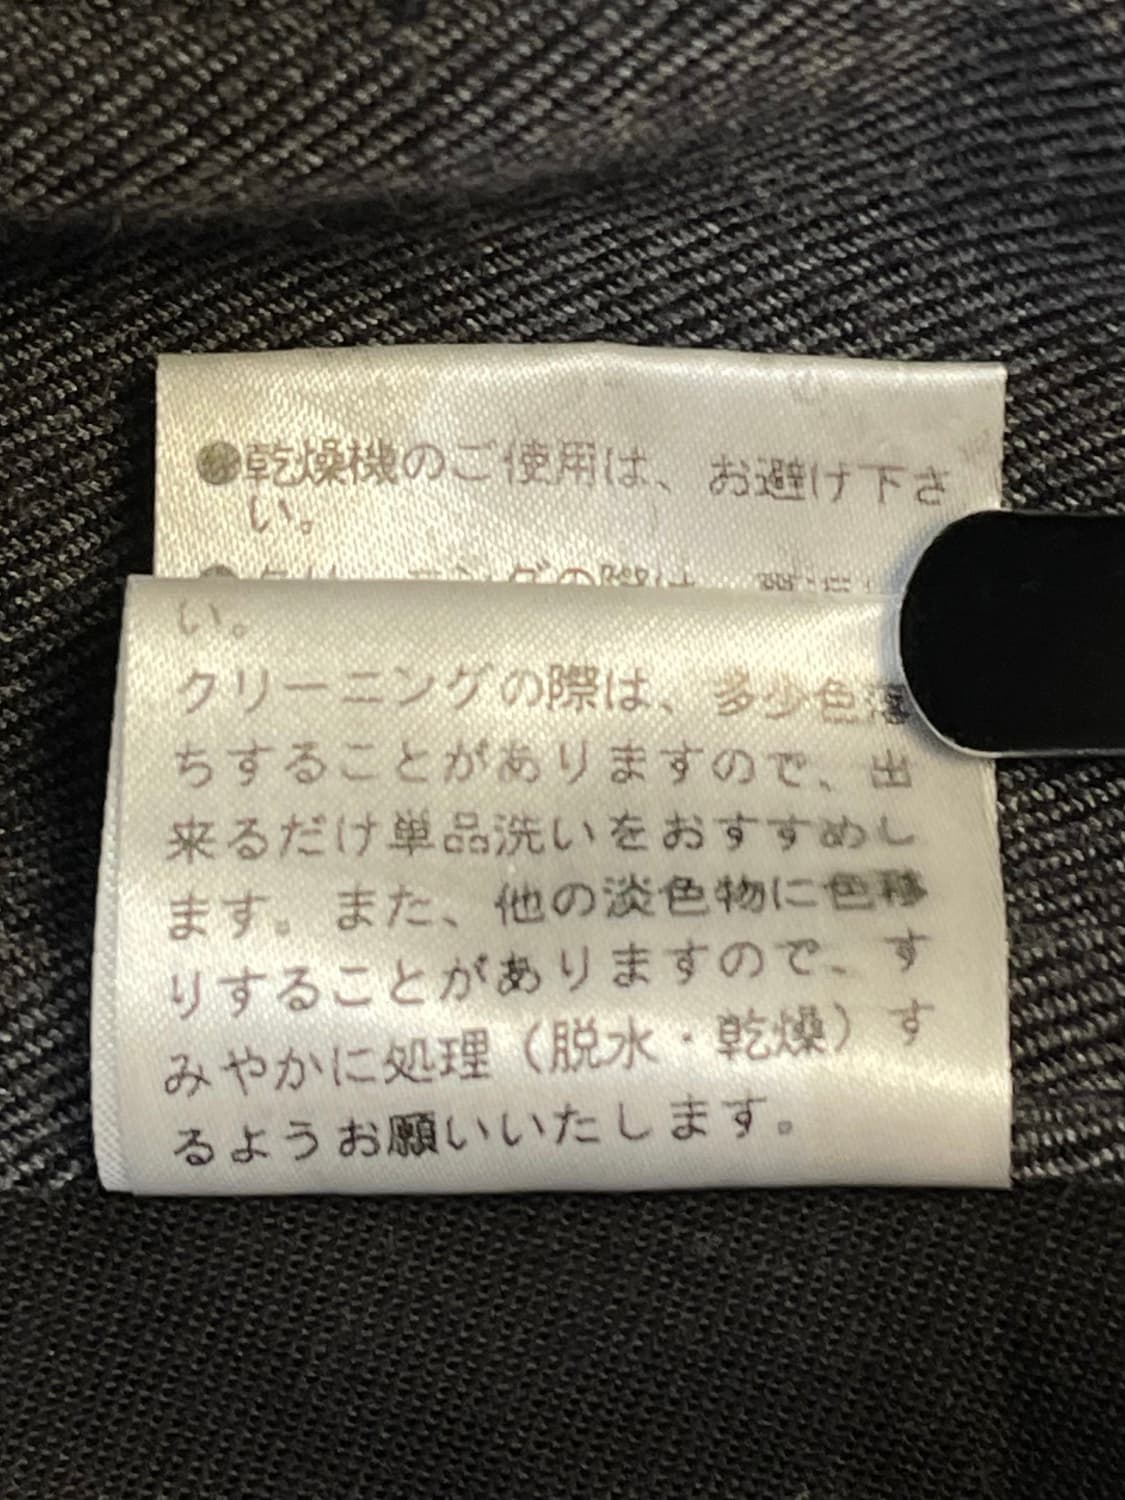 ●乾燥機のご使用は、お避け下さ
い。
の際は、
い。
クリーニングの際は、多少色落
ちすることがありますので、出
来るだけ単品洗いをおすすめし
ます。また、他の淡色物に色移
りすることがありますので、す
みやかに処理（脱水・乾燥）す
るようお願いいたします。